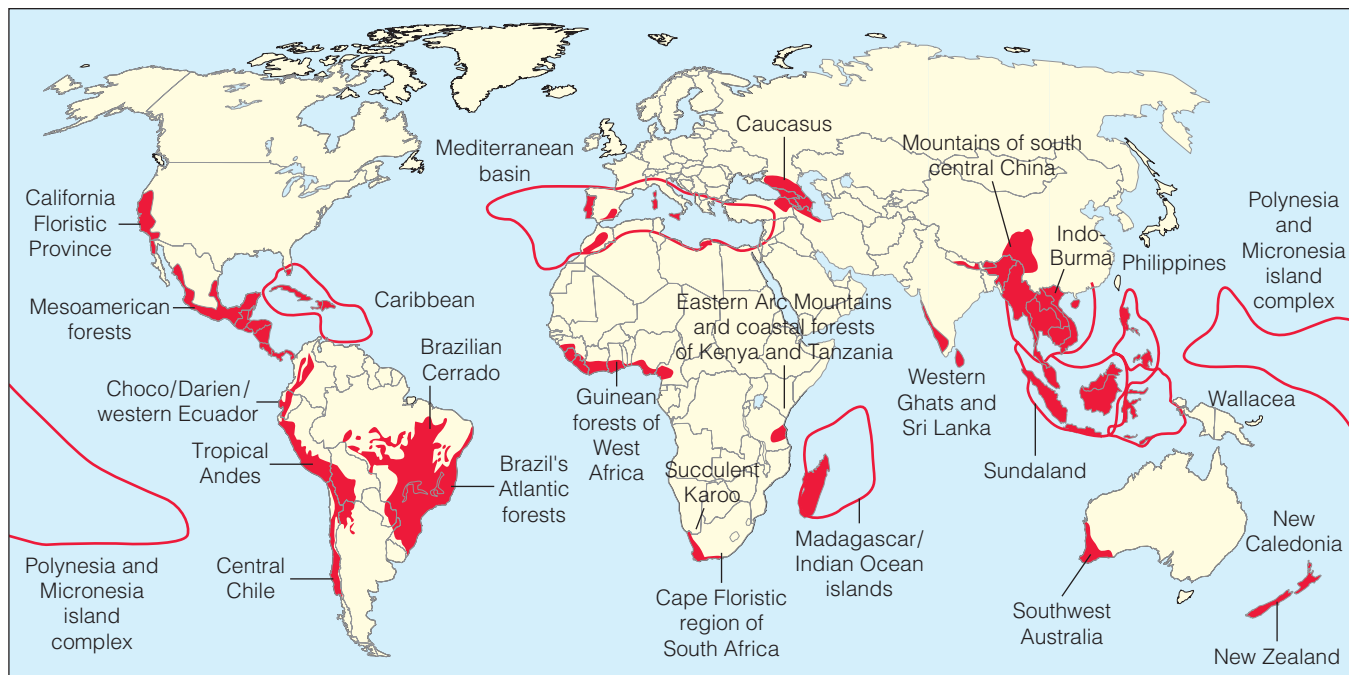 California
Floristic
Province
Mesoamerican
forests
Choco/Darien/
western Ecuador
Tropical
Andes
Polynesia and
Micronesia
island
complex
Central
Chile
Caribbean
Brazilian
Cerrado
Brazil's
Atlantic
forests
Mediterranean
basin
Caucasus
Guinean
forests of
West
Africa
Eastern Arc Mountains
and coastal forests
of Kenya and Tanzania
Succulent
Karoo
Cape Floristic
region of
South Africa
Madagascar/
Indian Ocean
islands
Mountains of south
central China
Indo-
Burma
Philippines
Western
Ghats and
Sri Lanka
Sundaland
Wallacea
Polynesia
and
Micronesia
island
complex
Southwest
Australia
New
Caledonia
New Zealand